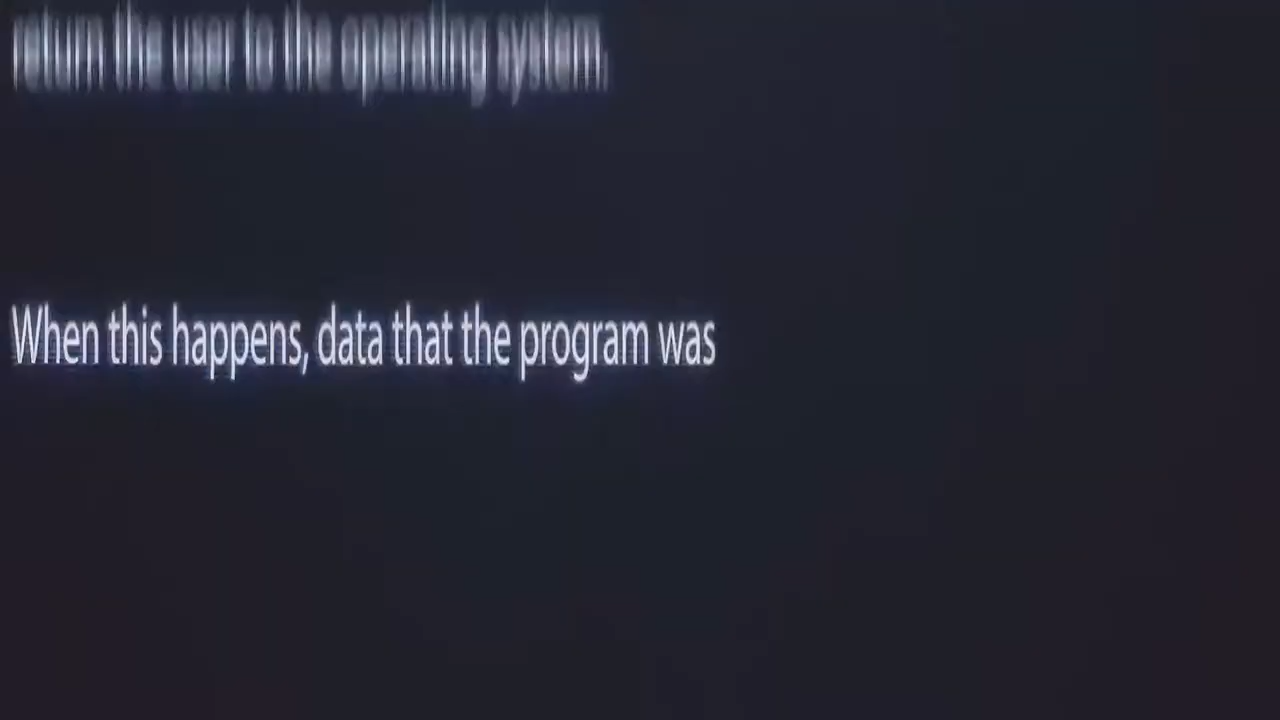 return the user to the operating system.
When this happens, data that the program was